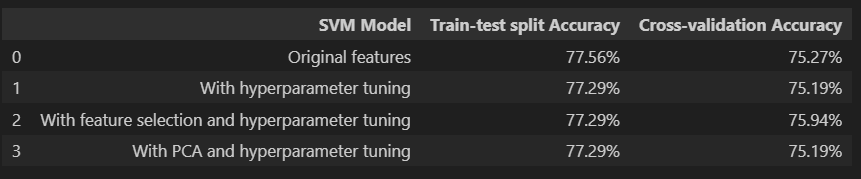 SVM Model Train-test split Accuracy Cross-validation Accuracy
0 Original features 77.56% 75.27%
1 With hyperparameter tuning 77.29% 75.19%
2 With feature selection and hyperparameter tuning 77.29% 75.94%
3 With PCA and hyperparameter tuning 77.29% 75.19%